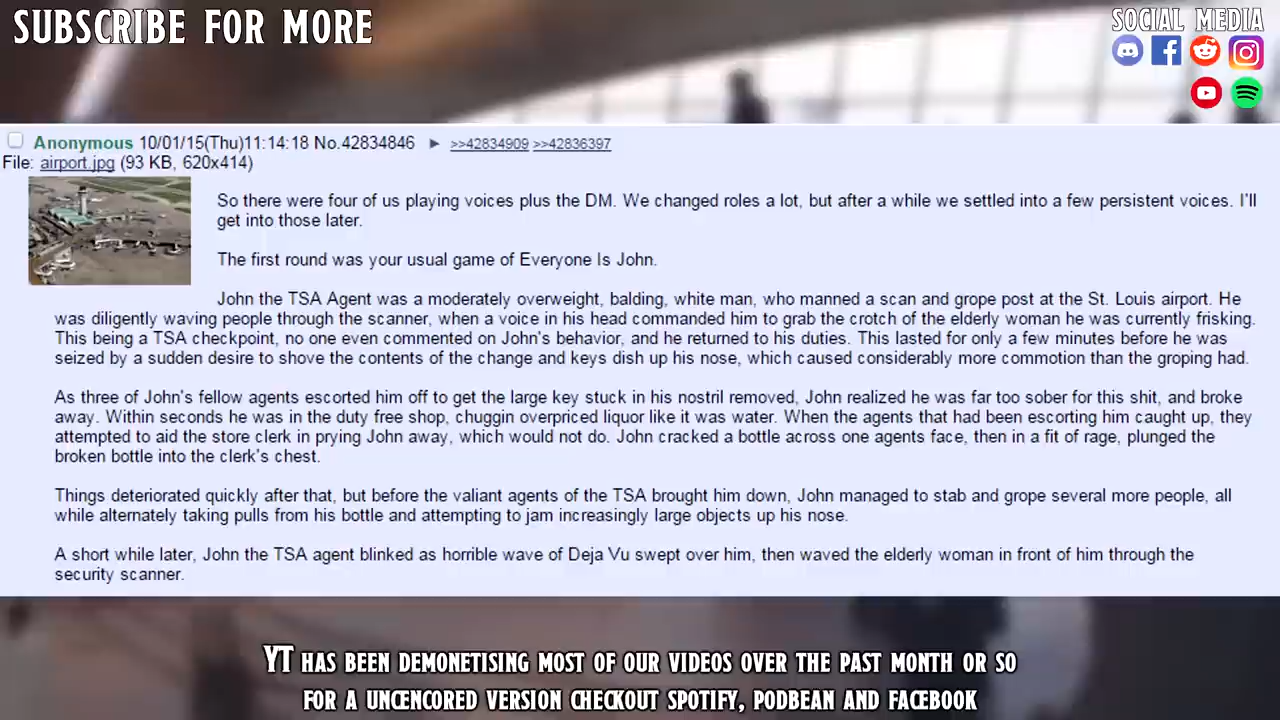 SUBSCRIBE FOR MORE
SOCIAL MEDIA
Anonymous 10/01/15(Thu)11:14:18 No.42834846 ► >>42834909 >>42836397
File: airport.jpg (93 KB, 620x414)
So there were four of us playing voices plus the DM. We changed roles a lot, but after a while we settled into a few persistent voices. I'll
get into those later.
The first round was your usual game of Everyone Is John.
John the TSA Agent was a moderately overweight, balding, white man, who manned a scan and grope post at the St. Louis airport. He
was diligently waving people through the scanner, when a voice in his head commanded him to grab the crotch of the elderly woman he was currently frisking.
This being a TSA checkpoint, no one even commented on John's behavior, and he returned to his duties. This lasted for only a few minutes before he was
seized by a sudden desire to shove the contents of the change and keys dish up his nose, which caused considerably more commotion than the groping had.
As three of John's fellow agents escorted him off to get the large key stuck in his nostril removed, John realized he was far too sober for this shit, and broke
away. Within seconds he was in the duty free shop, chuggin overpriced liquor like it was water. When the agents that had been escorting him caught up, they
attempted to aid the store clerk in prying John away, which would not do. John cracked a bottle across one agents face, then in a fit of rage, plunged the
broken bottle into the clerk's chest.
Things deteriorated quickly after that, but before the valiant agents of the TSA brought him down, John managed to stab and grope several more people, all
while alternately taking pulls from his bottle and attempting to jam increasingly large objects up his nose.
A short while later, John the TSA agent blinked as horrible wave of Deja Vu swept over him, then waved the elderly woman in front of him through the
security scanner.
YT HAS BEEN DEMONETISING MOST OF OUR VIDEOS OVER THE PAST MONTH OR SO
FOR A UNCENCORED VERSION CHECKOUT SPOTIFY, PODBEAN AND FACEBOOK